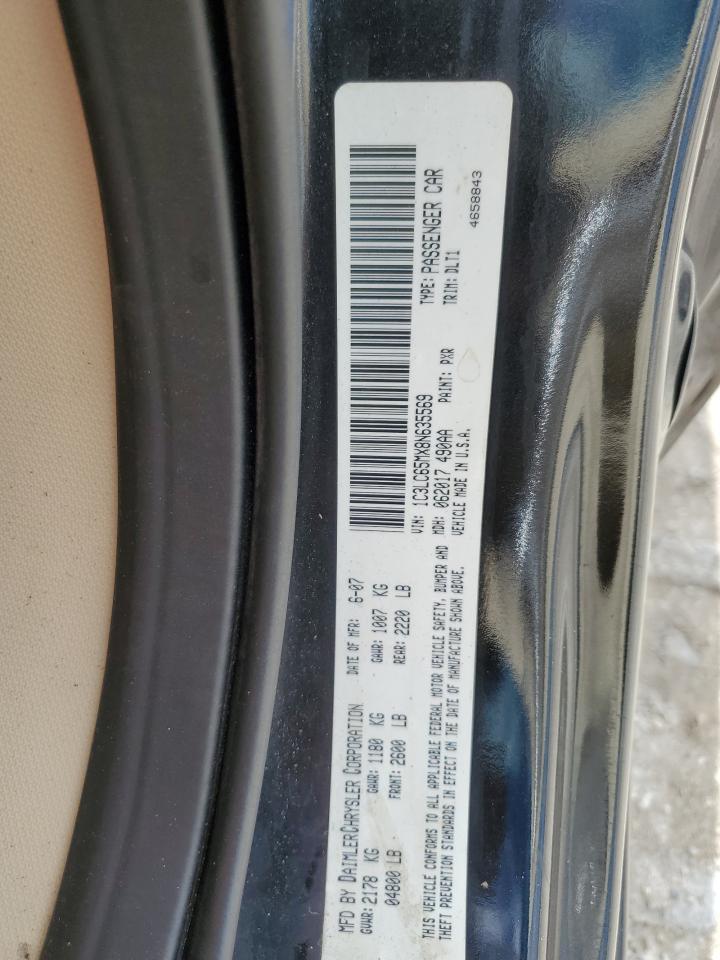 MFD BY DAIMLERCHRYSLER CORPORATION DATE OF MFR: 6-07
GVWR: 2178 KG GAWR: 1180 KG GAWR: 1007 KG
04800 LB FRONT: 2600 LB REAR: 2220 LB
THIS VEHICLE CONFORMS TO ALL APPLICABLE FEDERAL MOTOR VEHICLE SAFETY, BUMPER AND
THEFT PREVENTION STANDARDS IN EFFECT ON THE DATE OF MANUFACTURE SHOWN ABOVE.
VIN: 1C3LC65MX8N635569 TYPE: PASSENGER CAR
MDH: 062017 490AA PAINT: PXR TRIM: DLT1
VEHICLE MADE IN U.S.A. 4658843